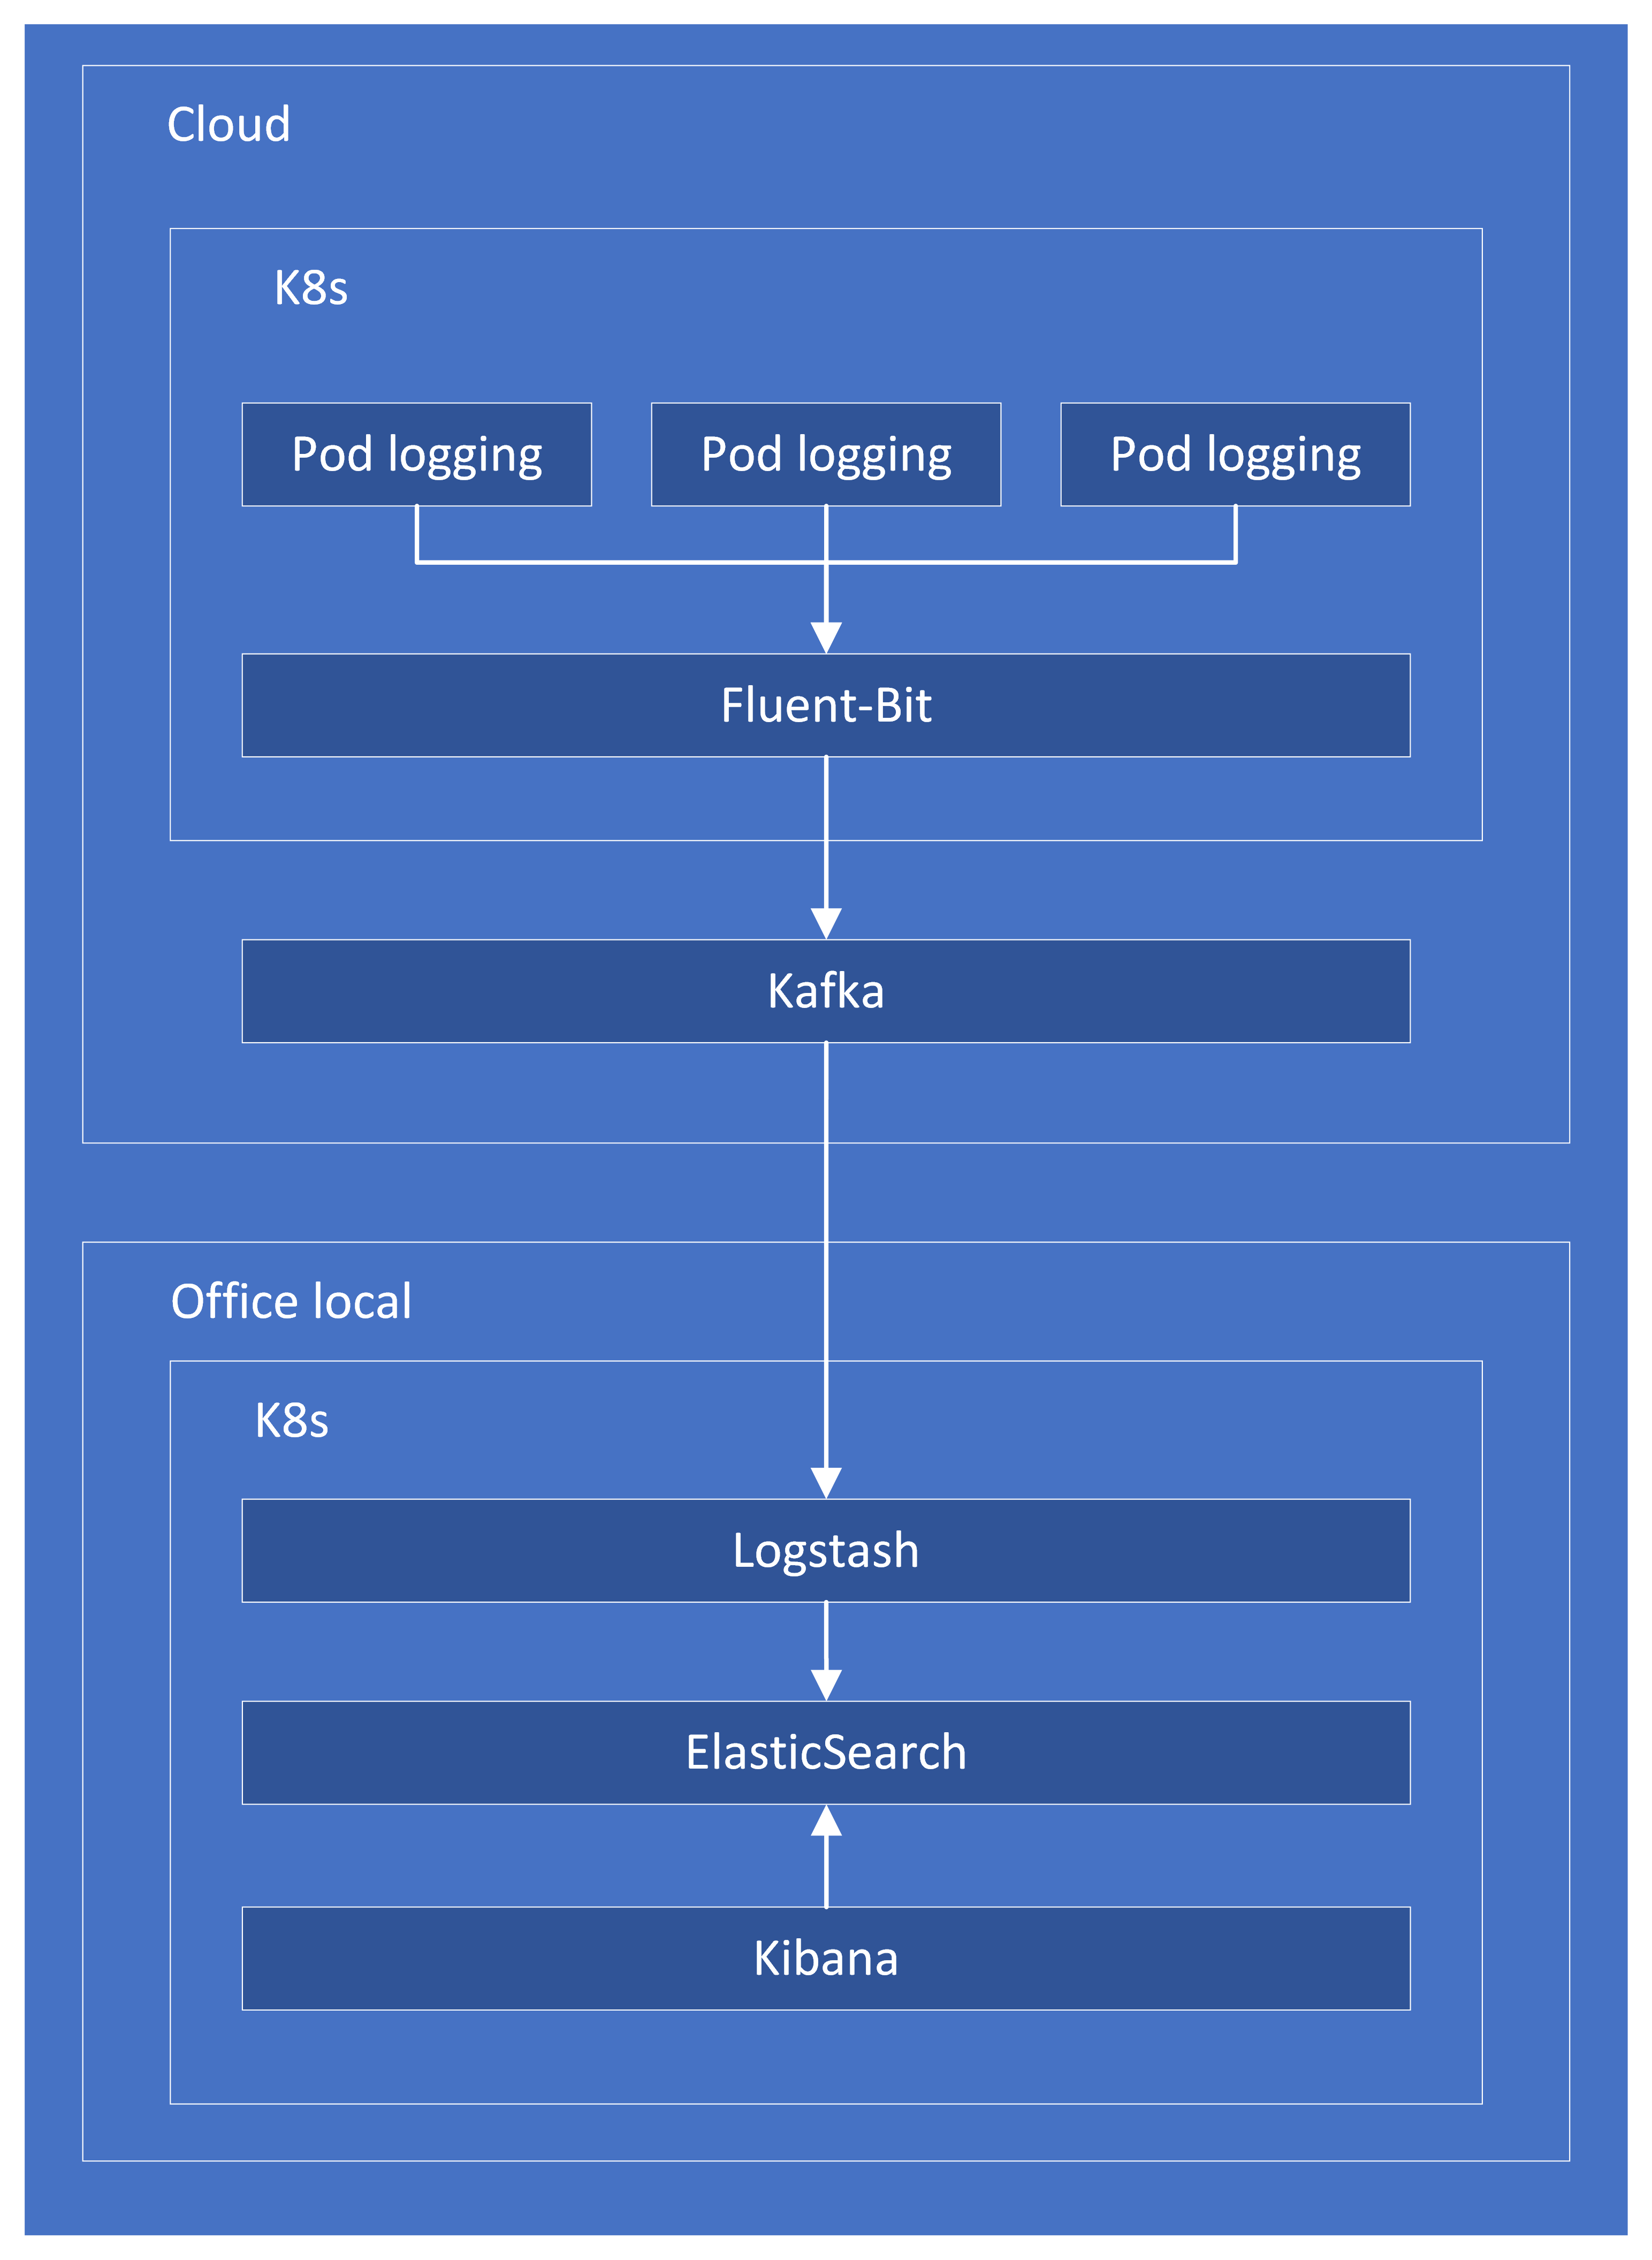 Cloud
K8s
Pod logging
Pod logging
Pod logging
Fluent-Bit
Kafka
Office local
K8s
Logstash
ElasticSearch
Kibana